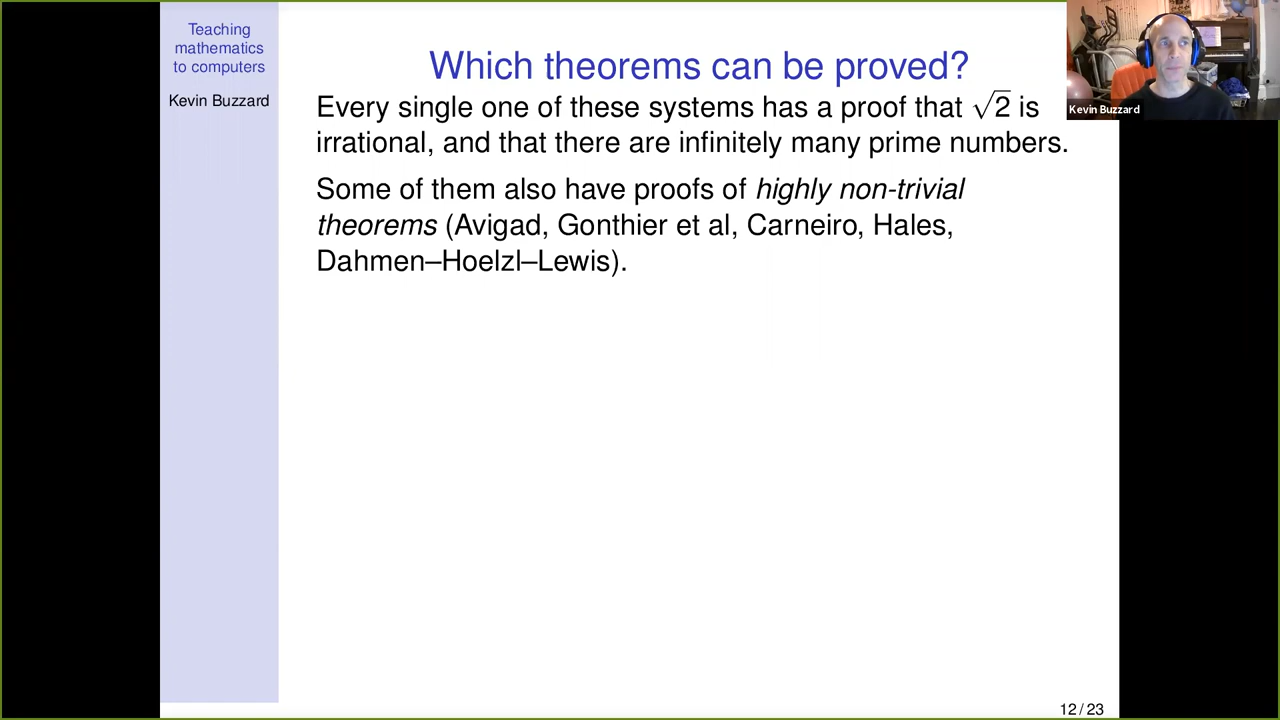 Teaching
mathematics
to computers
Kevin Buzzard
Which theorems can be proved?
Every single one of these systems has a proof that √2 is
irrational, and that there are infinitely many prime numbers.
Some of them also have proofs of highly non-trivial
theorems (Avigad, Gonthier et al, Carneiro, Hales,
Dahmen–Hoelzl–Lewis).
Kevin Buzzard
12 / 23